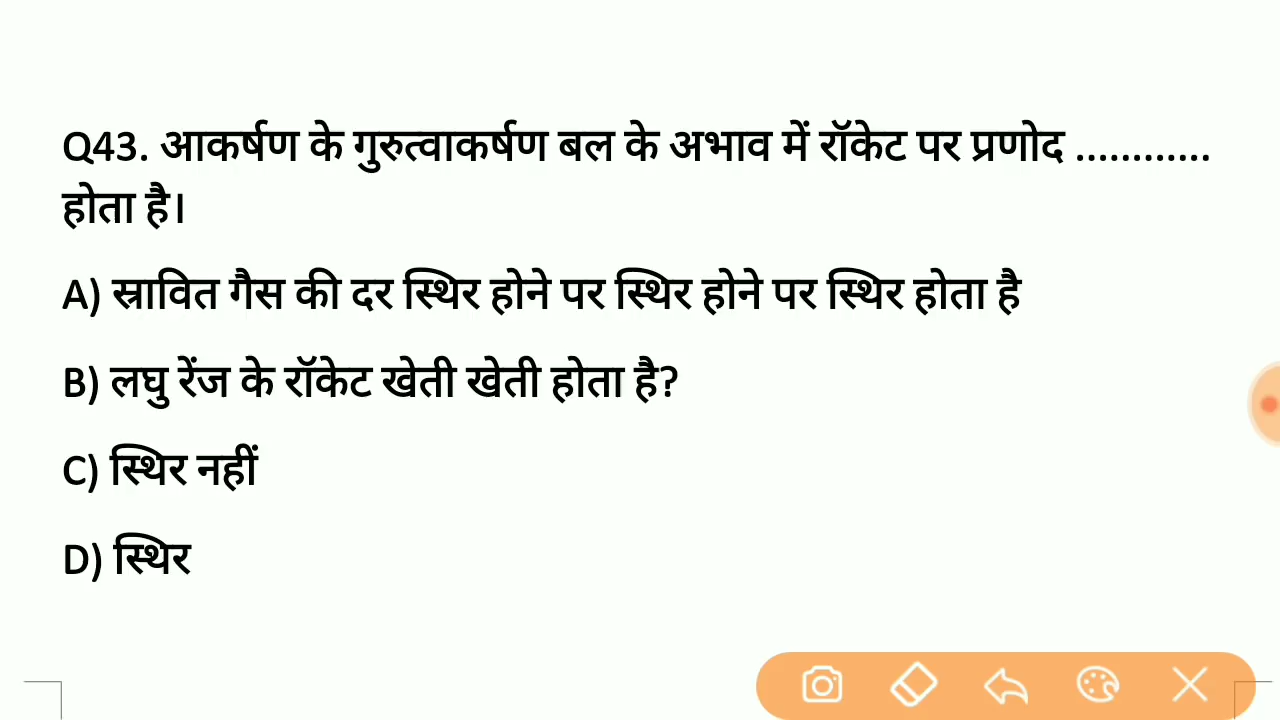 Q43. आकर्षण के गुरुत्वाकर्षण बल के अभाव में रॉकेट पर प्रणोद ............
होता है।
A) स्रावित गैस की दर स्थिर होने पर स्थिर होने पर स्थिर होता है
B) लघु रेंज के रॉकेट खेती खेती होता है?
C) स्थिर नहीं
D) स्थिर